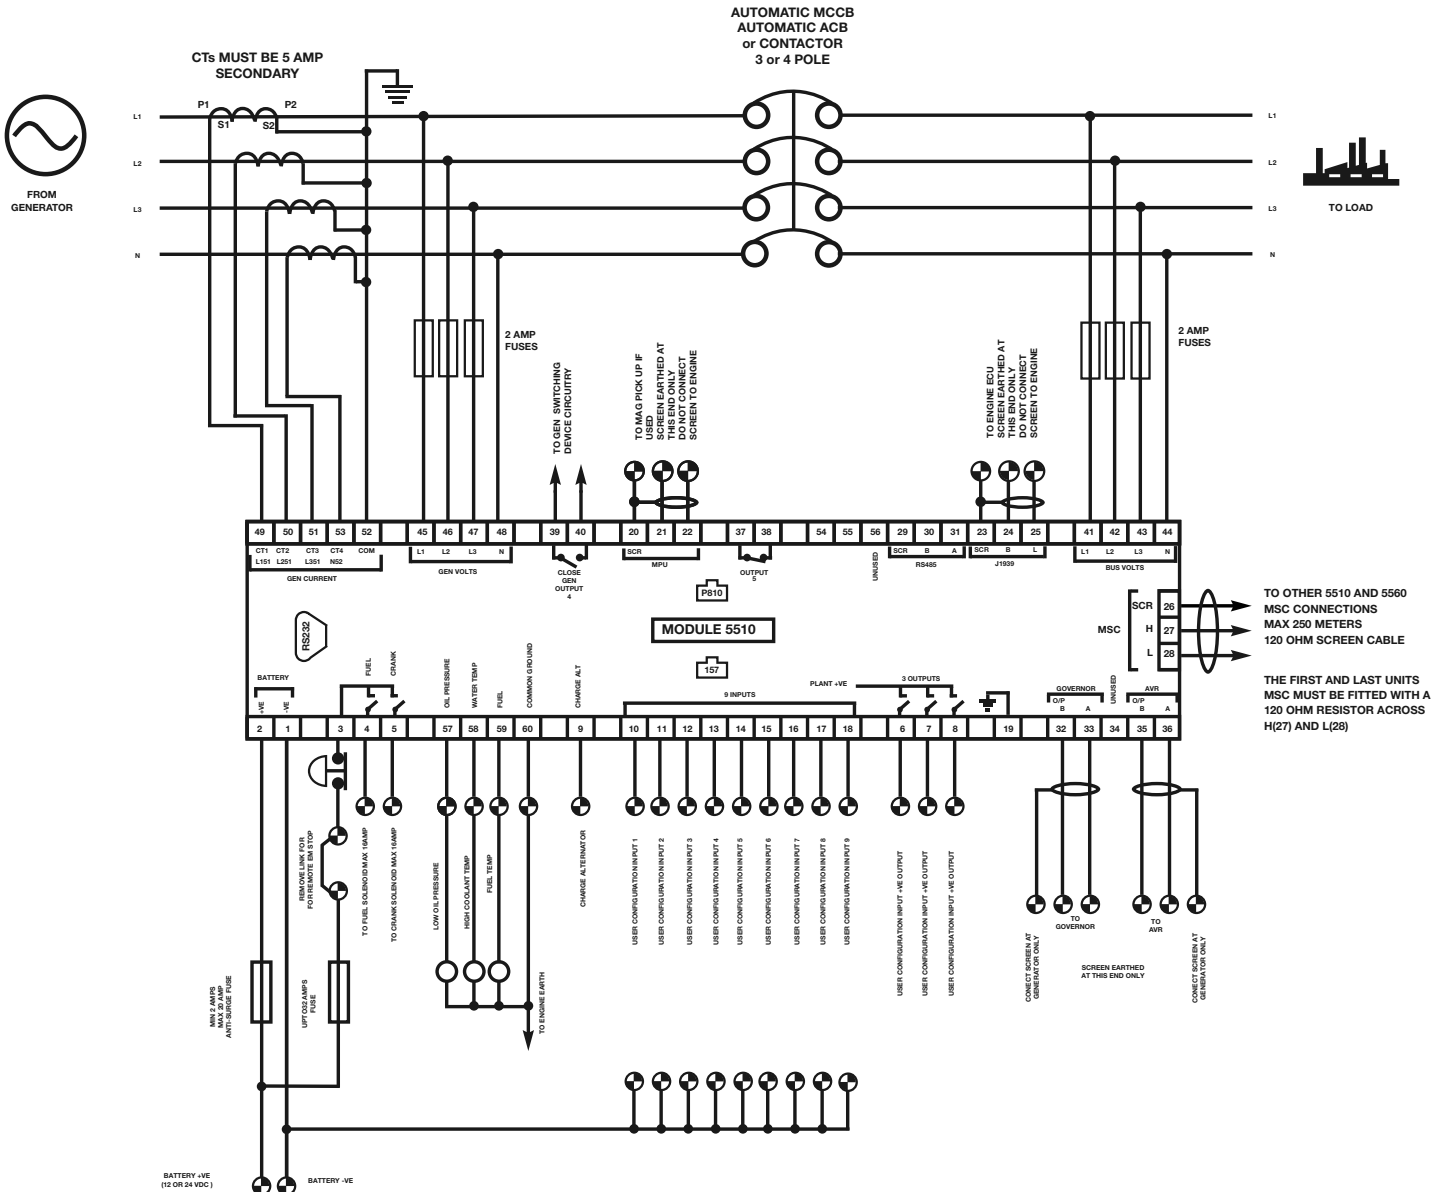 AUTOMATIC MCCB
AUTOMATIC ACB
or CONTACTOR
3 or 4 POLE
CTs MUST BE 5 AMP
SECONDARY
P1 P2
S1 S2
L1
L2
L3
N
FROM
GENERATOR
L1
L2
L3
N
TO LOAD
2 AMP
FUSES
TO GEN SWITCHING
DEVICE CIRCUITRY
TO MAG PICK UP IF
USED
SCREEN EARTHED AT
THIS END ONLY
DO NOT CONNECT
SCREEN TO ENGINE
TO ENGINE ECU
SCREEN EARTHED AT
THIS END ONLY
DO NOT CONNECT
SCREEN TO ENGINE
2 AMP
FUSES
49 50 51 53 52 45 46 47 48 39 40 20 21 22 37 38 54 55 56 29 30 31 23 24 25 41 42 43 44
CT1 CT2 CT3 CT4 COM
L151 L251 L351 N52
GEN CURRENT
L1 L2 L3 N
GEN VOLTS
CLOSE
GEN
OUTPUT
4
SCR
MPU
OUTPUT
5
UNUSED
SCR B A
RS485
SCR B L
J1939
L1 L2 L3 N
BUS VOLTS
P810
MODULE 5510
157
RS232
MSC
SCR 26
H 27
L 28
TO OTHER 5510 AND 5560
MSC CONNECTIONS
MAX 250 METERS
120 OHM SCREEN CABLE
THE FIRST AND LAST UNITS
MSC MUST BE FITTED WITH A
120 OHM RESISTOR ACROSS
H(27) AND L(28)
BATTERY
+VE
-VE
FUEL
CRANK
OIL PRESSURE
WATER TEMP
FUEL
COMMON GROUND
CHARGE ALT
9 INPUTS
PLANT +VE
3 OUTPUTS
GOVERNOR
O/P
B A
UNUSED
AVR
O/P
B A
2 1 3 4 5 57 58 59 60 9 10 11 12 13 14 15 16 17 18 6 7 8 19 32 33 34 35 36
REMOVE LINK FOR
FOR REMOTE EM STOP
TO FUEL SOLENOID MAX 16AMP
TO CRANK SOLENOID MAX 16AMP
LOW OIL PRESSURE
HIGH COOLANT TEMP
FUEL TEMP
CHARGE ALTERNATOR
USER CONFIGURATION INPUT 1
USER CONFIGURATION INPUT 2
USER CONFIGURATION INPUT 3
USER CONFIGURATION INPUT 4
USER CONFIGURATION INPUT 5
USER CONFIGURATION INPUT 6
USER CONFIGURATION INPUT 7
USER CONFIGURATION INPUT 8
USER CONFIGURATION INPUT 9
USER CONFIGURATION INPUT +VE OUTPUT
USER CONFIGURATION INPUT +VE OUTPUT
USER CONFIGURATION INPUT +VE OUTPUT
CONECT SCREEN AT
GENERATOR ONLY
TO
GOVERNOR
TO
AVR
SCREEN EARTHED
AT THIS END ONLY
CONECT SCREEN AT
GENERATOR ONLY
MIN 2 AMPS
MAX 20 AMP
ANTI-SURGE FUSE
UPTO32 AMPS
FUSE
TO ENGINE EARTH
BATTERY +VE
(12 OR 24 VDC )
BATTERY -VE